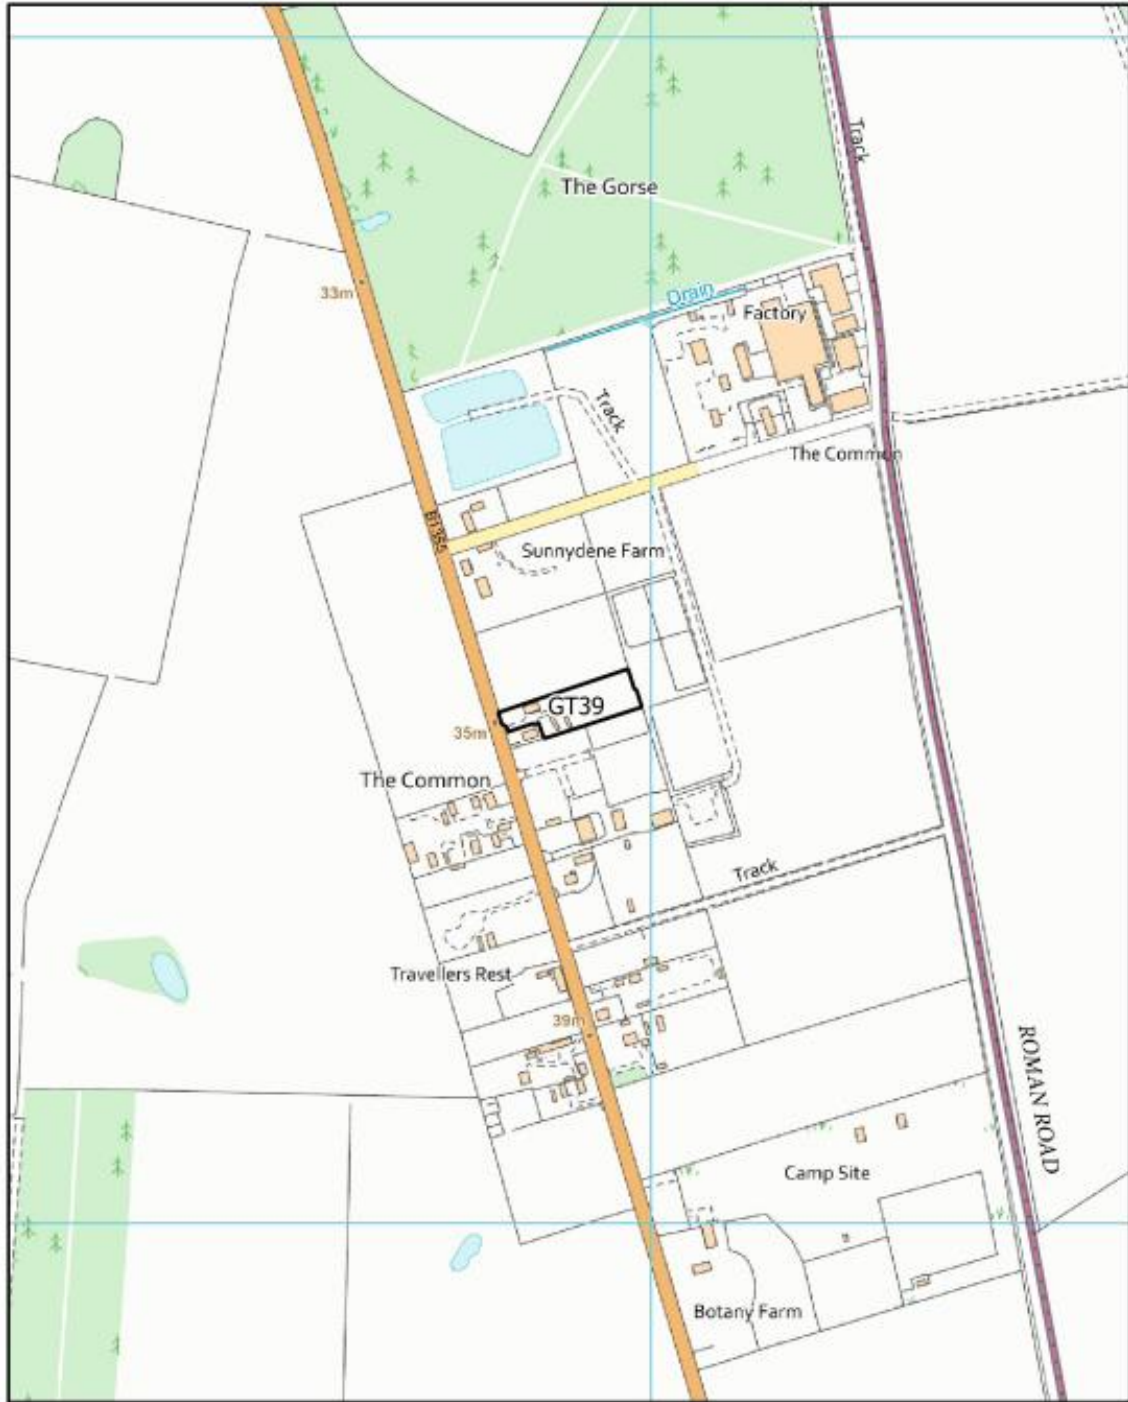 Track
The Gorse
33m
Drain
Factory
Track
The Common
B1355
Sunnydene Farm
GT39
35m
The Common
Track
Travellers Rest
39m
ROMAN ROAD
Camp Site
Botany Farm